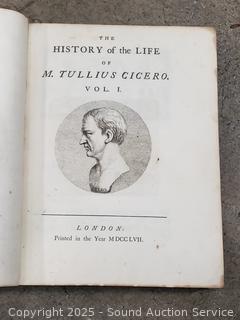 THE
HISTORY of the LIFE
OF
M. TULLIUS CICERO.
VOL. I.
LONDON:
Printed in the Year MDCCLVII.
Copyright 2025 - Sound Auction Service